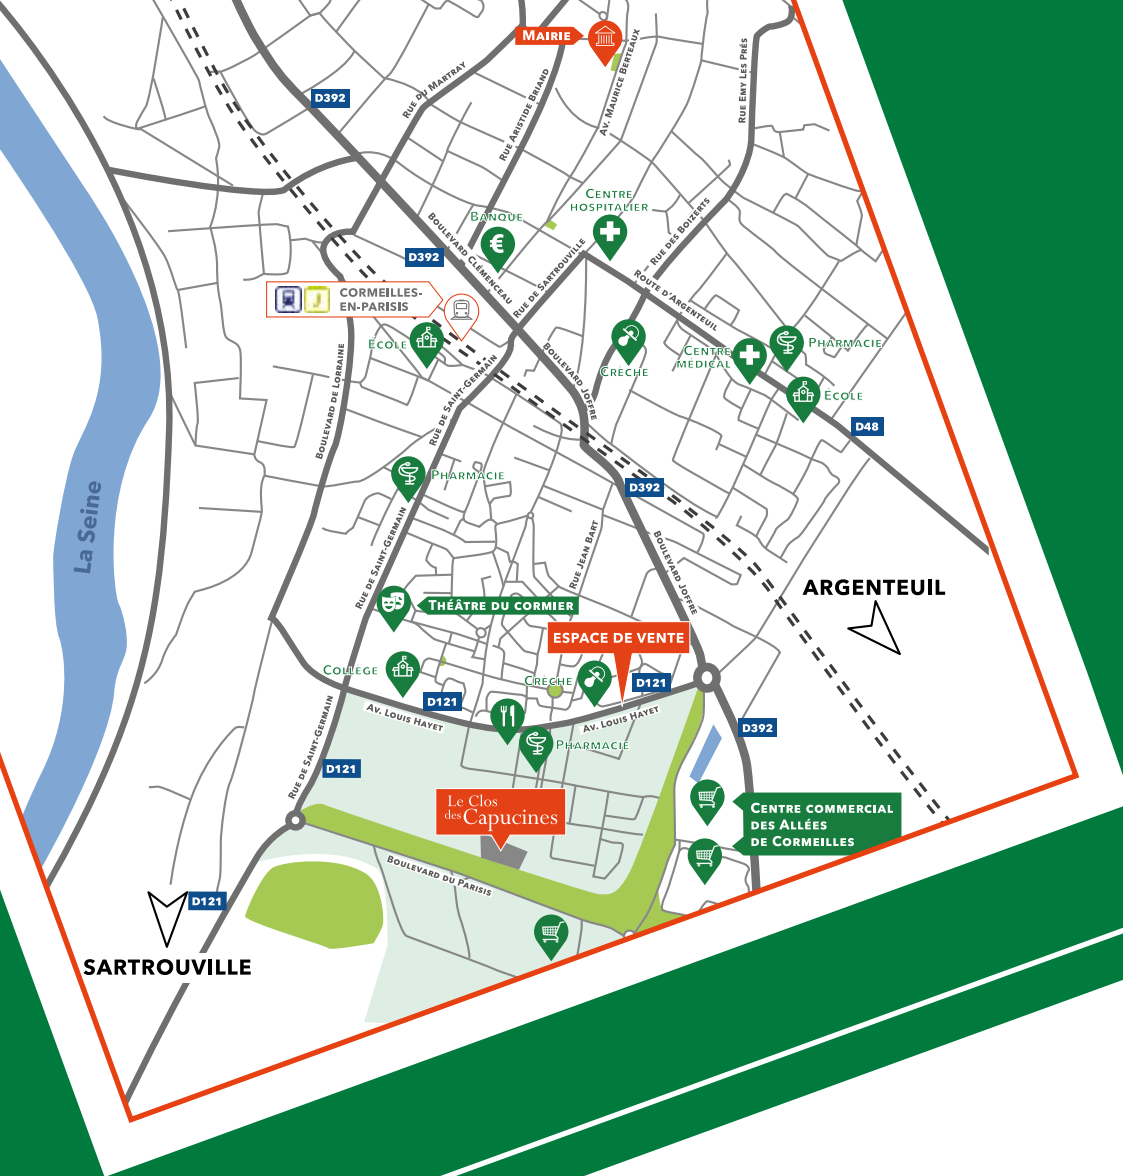 Mairie
Av. Maurice Berteaux
Rue Emy les Prés
D392
Rue du Martray
Rue Aristide Briand
Centre
hospitalier
Banque
Boulevard Clémenceau
Rue de Sartrouville
Rue des Boizerts
D392
Route d'Argenteuil
J
CORMEILLES-
EN-PARISIS
École
Centre
médical
Pharmacie
Creche
École
Boulevard de Lorraine
Rue de Saint-Germain
Boulevard Joffre
D48
Pharmacie
D392
La Seine
Rue de Saint-Germain
Rue Jean Bart
Boulevard Joffre
ARGENTEUIL
Théâtre du Cormier
ESPACE DE VENTE
College
Creche
D121
D121
Av. Louis Hayet
Av. Louis Hayet
D392
Pharmacie
Rue de Saint-Germain
D121
Le Clos
des Capucines
Centre commercial
des Allées
de Cormeilles
Boulevard du Parisis
D121
SARTROUVILLE